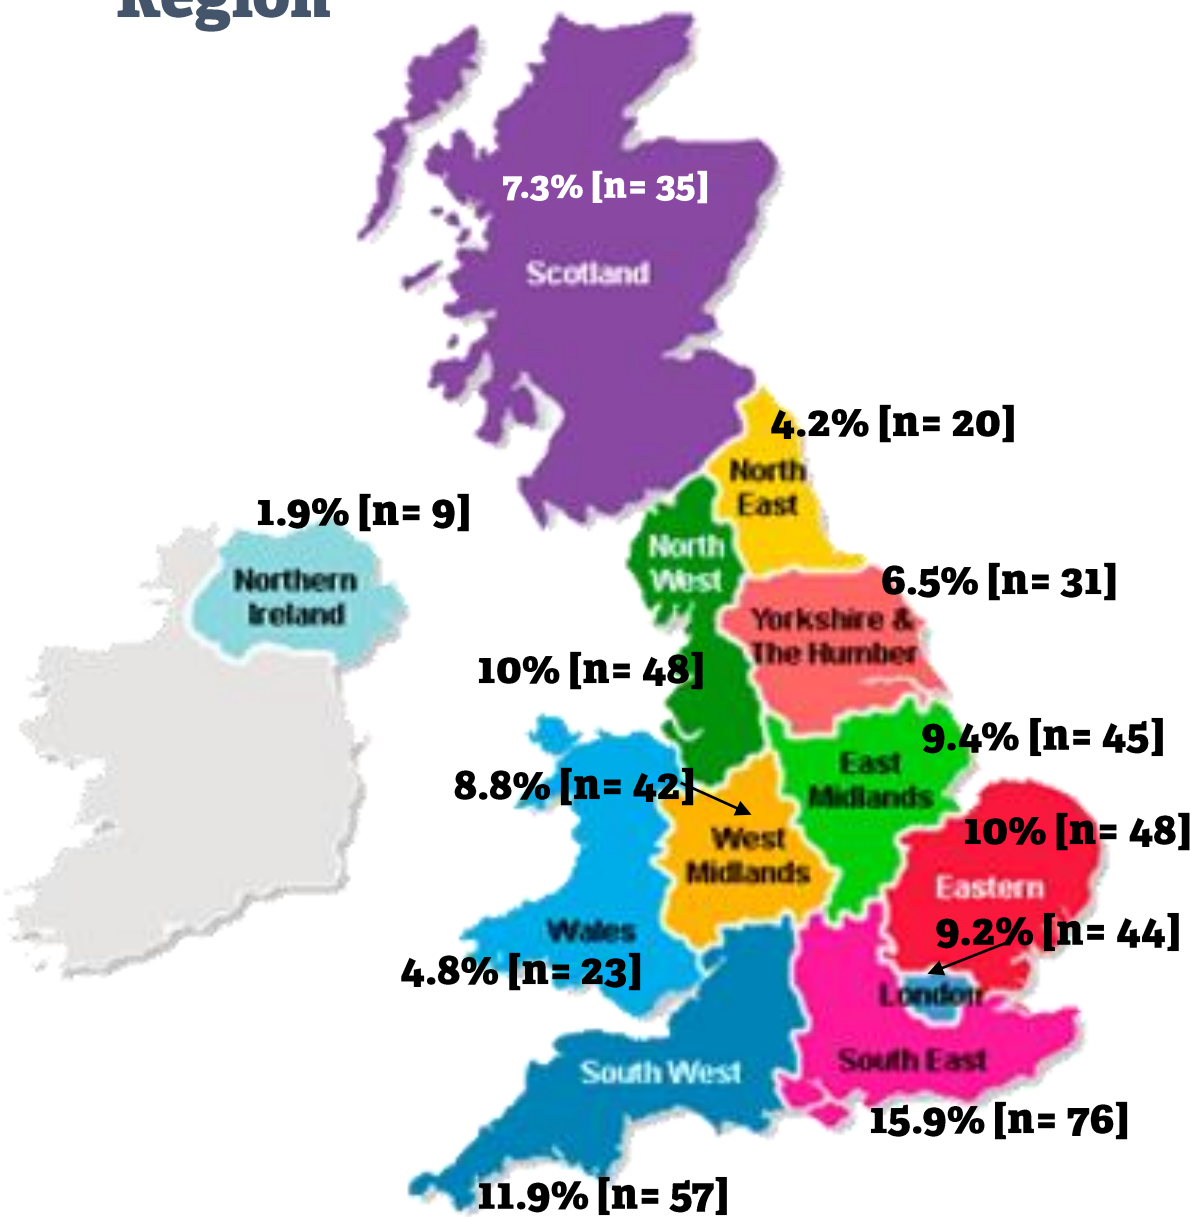 Region
7.3% [n= 35]
Scotland
4.2% [n= 20]
North
East
1.9% [n= 9]
Northern
Ireland
North
West
6.5% [n= 31]
Yorkshire &
The Humber
10% [n= 48]
9.4% [n= 45]
East
Midlands
8.8% [n= 42]
West
Midlands
10% [n= 48]
Eastern
9.2% [n= 44]
London
Wales
4.8% [n= 23]
South West
South East
15.9% [n= 76]
11.9% [n= 57]